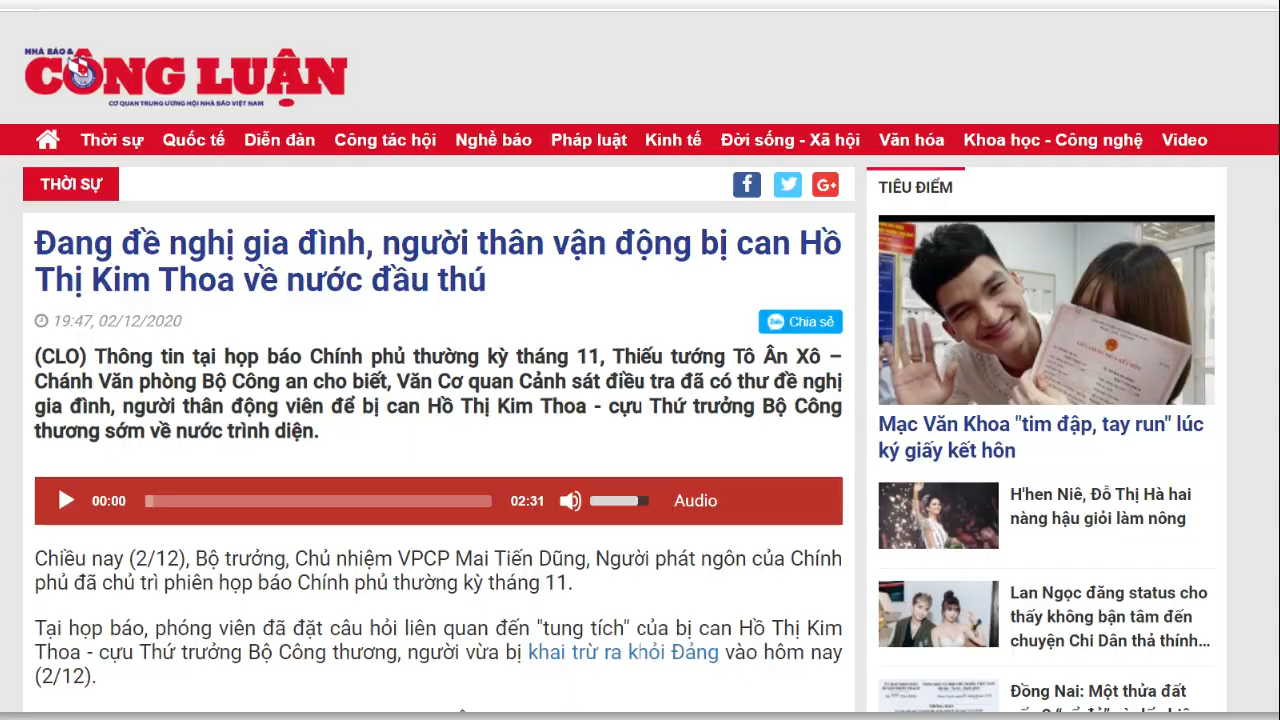 NHÀ BÁO &
CÔNG LUẬN
CƠ QUAN TRUNG ƯƠNG HỘI NHÀ BÁO VIỆT NAM
Thời sự Quốc tế Diễn đàn Công tác hội Nghề báo Pháp luật Kinh tế Đời sống - Xã hội Văn hóa Khoa học - Công nghệ Video
THỜI SỰ
Đang đề nghị gia đình, người thân vận động bị can Hồ
Thị Kim Thoa về nước đầu thú
19:47, 02/12/2020
Zalo Chia sẻ
(CLO) Thông tin tại họp báo Chính phủ thường kỳ tháng 11, Thiếu tướng Tô Ân Xô –
Chánh Văn phòng Bộ Công an cho biết, Văn Cơ quan Cảnh sát điều tra đã có thư đề nghị
gia đình, người thân động viên để bị can Hồ Thị Kim Thoa - cựu Thứ trưởng Bộ Công
thương sớm về nước trình diện.
00:00 02:31 Audio
Chiều nay (2/12), Bộ trưởng, Chủ nhiệm VPCP Mai Tiến Dũng, Người phát ngôn của Chính
phủ đã chủ trì phiên họp báo Chính phủ thường kỳ tháng 11.
Tại họp báo, phóng viên đã đặt câu hỏi liên quan đến "tung tích" của bị can Hồ Thị Kim
Thoa - cựu Thứ trưởng Bộ Công thương, người vừa bị khai trừ ra khỏi Đảng vào hôm nay
(2/12).
TIÊU ĐIỂM
Mạc Văn Khoa "tim đập, tay run" lúc
ký giấy kết hôn
H'hen Niê, Đỗ Thị Hà hai
nàng hậu giỏi làm nông
Lan Ngọc đăng status cho
thấy không bận tâm đến
chuyện Chi Dân thả thính...
Đồng Nai: Một thửa đất